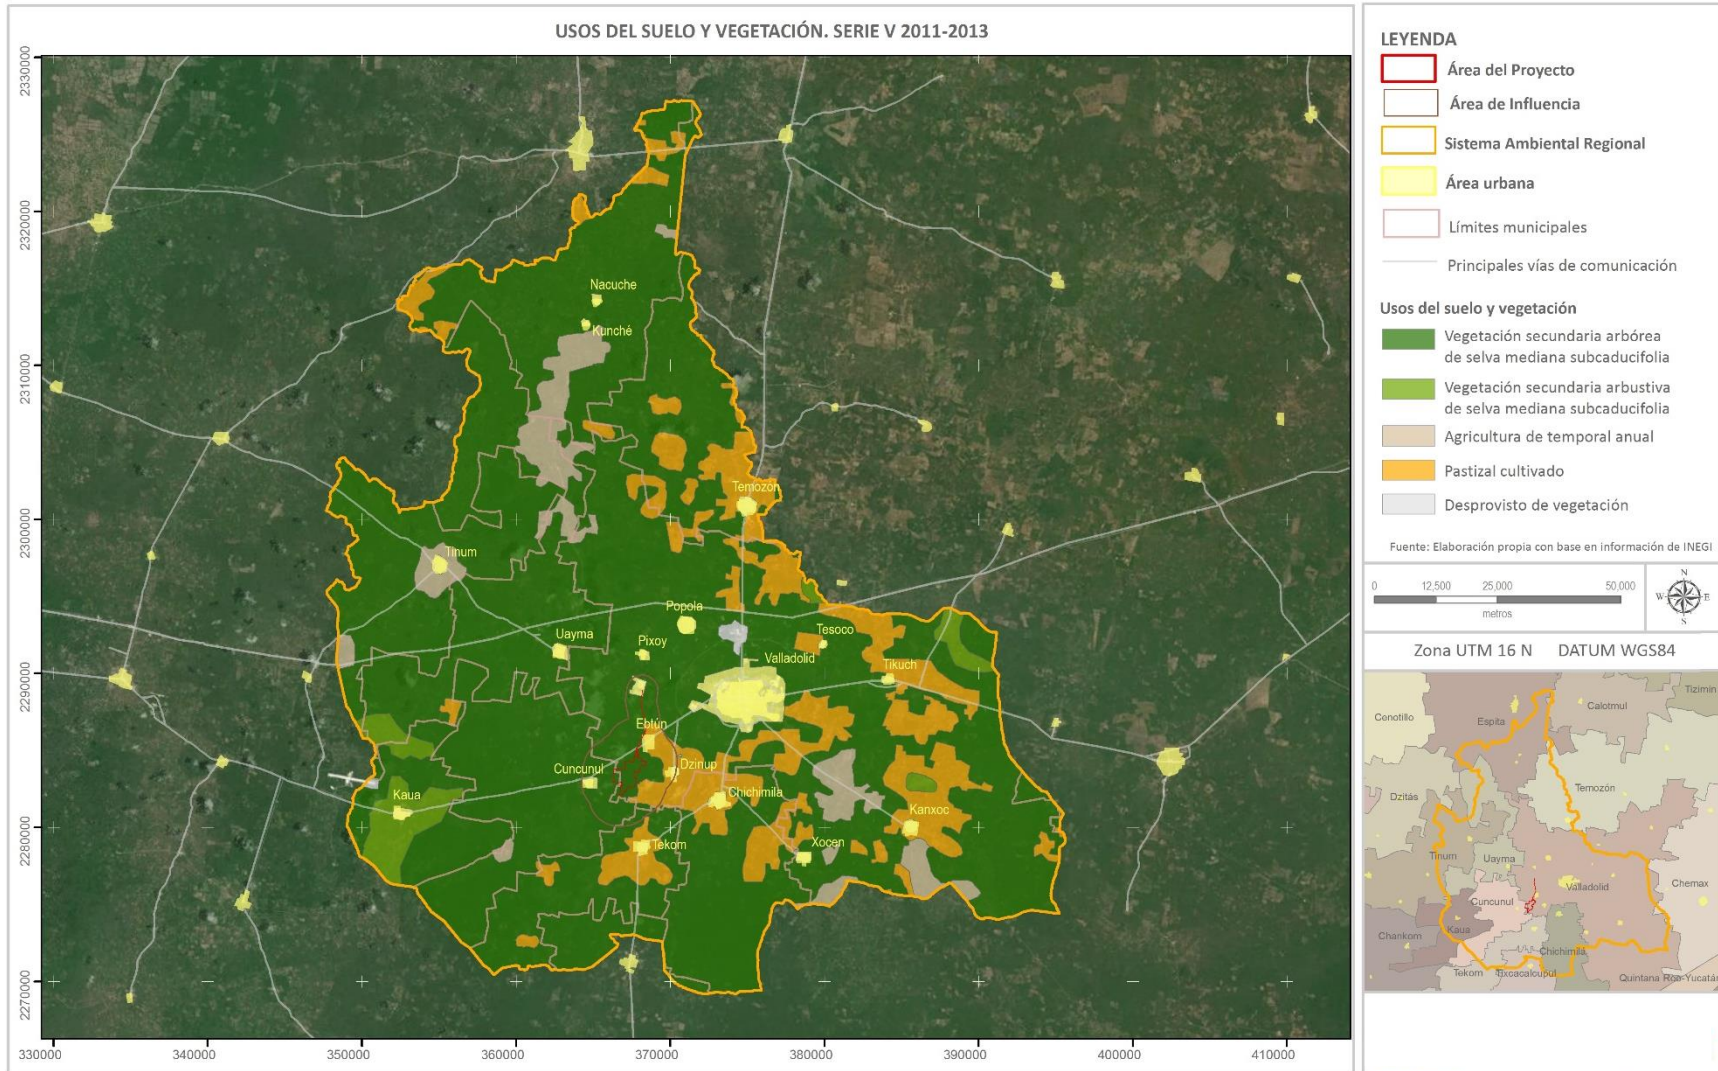 USOS DEL SUELO Y VEGETACIÓN. SERIE V 2011-2013
2330000
2320000
2310000
2300000
2290000
2280000
2270000
330000
340000
350000
360000
370000
380000
390000
400000
410000
Nacuche
Kunché
Temozón
Tinum
Popola
Uayma
Pixoy
Tesoco
Valladolid
Tikuch
Ebtún
Cuncunul
Dzinup
Kaua
Chichimila
Kanxoc
Tekom
Xocen
LEYENDA
Área del Proyecto
Área de Influencia
Sistema Ambiental Regional
Área urbana
Límites municipales
Principales vías de comunicación
Usos del suelo y vegetación
Vegetación secundaria arbórea
de selva mediana subcaducifolia
Vegetación secundaria arbustiva
de selva mediana subcaducifolia
Agricultura de temporal anual
Pastizal cultivado
Desprovisto de vegetación
Fuente: Elaboración propia con base en información de INEGI
0 12,500 25,000 50,000
metros
N
W E
S
Zona UTM 16 N DATUM WGS84
Tizimin
Cenotillo
Espita
Calotmul
Temozón
Dzitás
Tinum
Uayma
Valladolid
Chemax
Cuncunul
Kaua
Chankom
Chichimila
Tekom
Tixcacalcupul
Quintana Roo-Yucatán